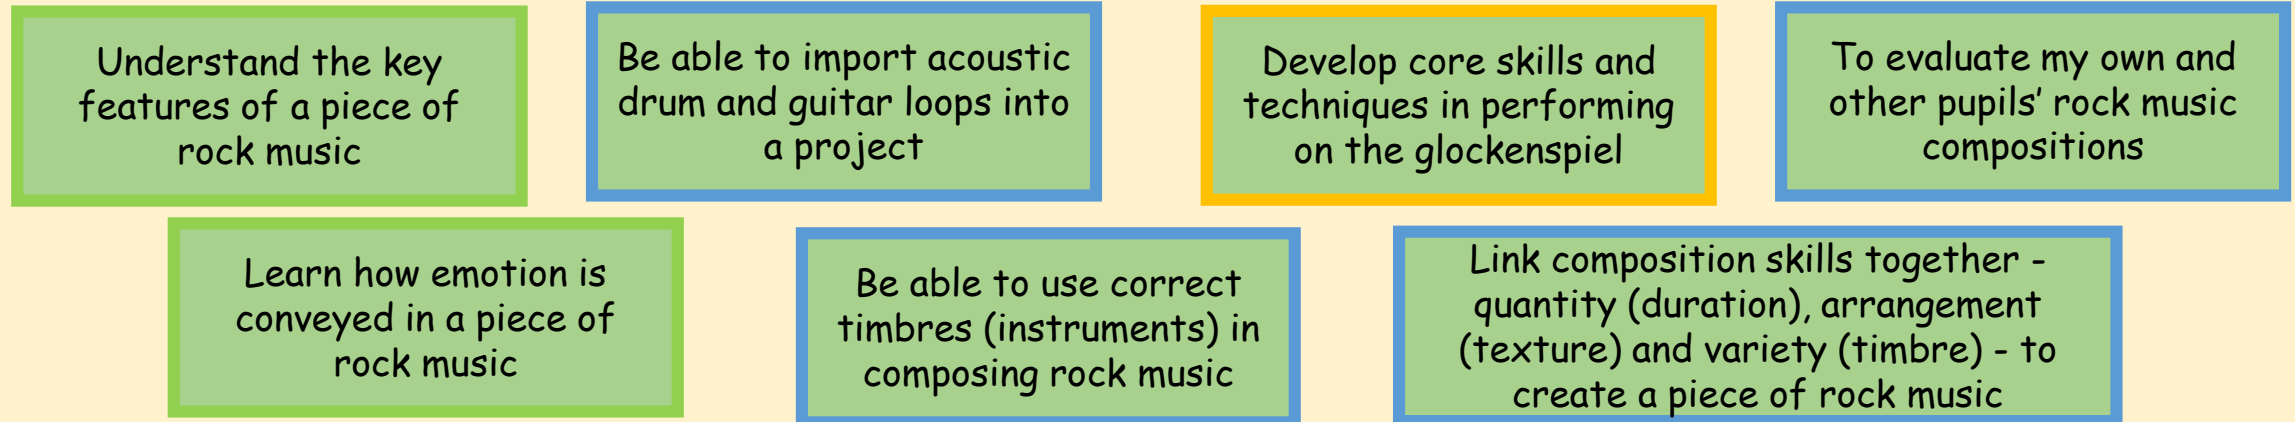 Understand the key
features of a piece of
rock music
Be able to import acoustic
drum and guitar loops into
a project
Develop core skills and
techniques in performing
on the glockenspiel
To evaluate my own and
other pupils' rock music
compositions
Learn how emotion is
conveyed in a piece of
rock music
Be able to use correct
timbres (instruments) in
composing rock music
Link composition skills together -
quantity (duration), arrangement
(texture) and variety (timbre) - to
create a piece of rock music